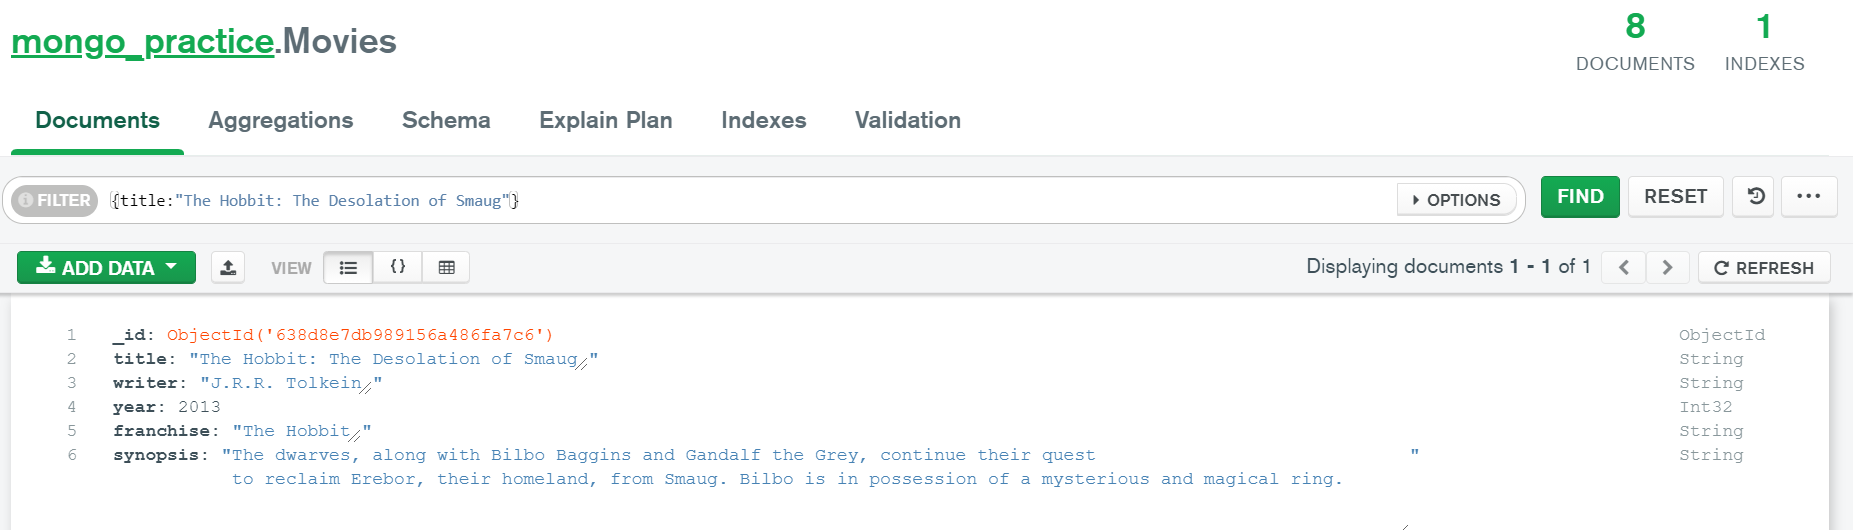 mongo_practice.Movies
8 1
DOCUMENTS INDEXES
Documents Aggregations Schema Explain Plan Indexes Validation
FILTER {title:"The Hobbit: The Desolation of Smaug"} OPTIONS FIND RESET ...
ADD DATA VIEW {} Displaying documents 1 - 1 of 1 < > REFRESH
1 _id: ObjectId('638d8e7db989156a486fa7c6') ObjectId
2 title: "The Hobbit: The Desolation of Smaug" String
3 writer: "J.R.R. Tolkein" String
4 year: 2013 Int32
5 franchise: "The Hobbit" String
6 synopsis: "The dwarves, along with Bilbo Baggins and Gandalf the Grey, continue their quest " String
to reclaim Erebor, their homeland, from Smaug. Bilbo is in possession of a mysterious and magical ring.